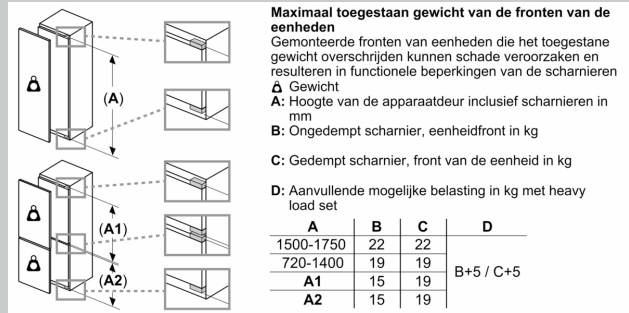 Maximaal toegestaan gewicht van de fronten van de
eenheden
Gemonteerde fronten van eenheden die het toegestane
gewicht overschrijden kunnen schade veroorzaken en
resulteren in functionele beperkingen van de scharnieren
Gewicht
A: Hoogte van de apparaatdeur inclusief scharnieren in
mm
B: Ongedempt scharnier, eenheidfront in kg
C: Gedempt scharnier, front van de eenheid in kg
D: Aanvullende mogelijke belasting in kg met heavy
load set
A B C D
1500-1750 22 22
720-1400 19 19
B+5 / C+5
A1 15 19
A2 15 19
(A)
(A1)
(A2)